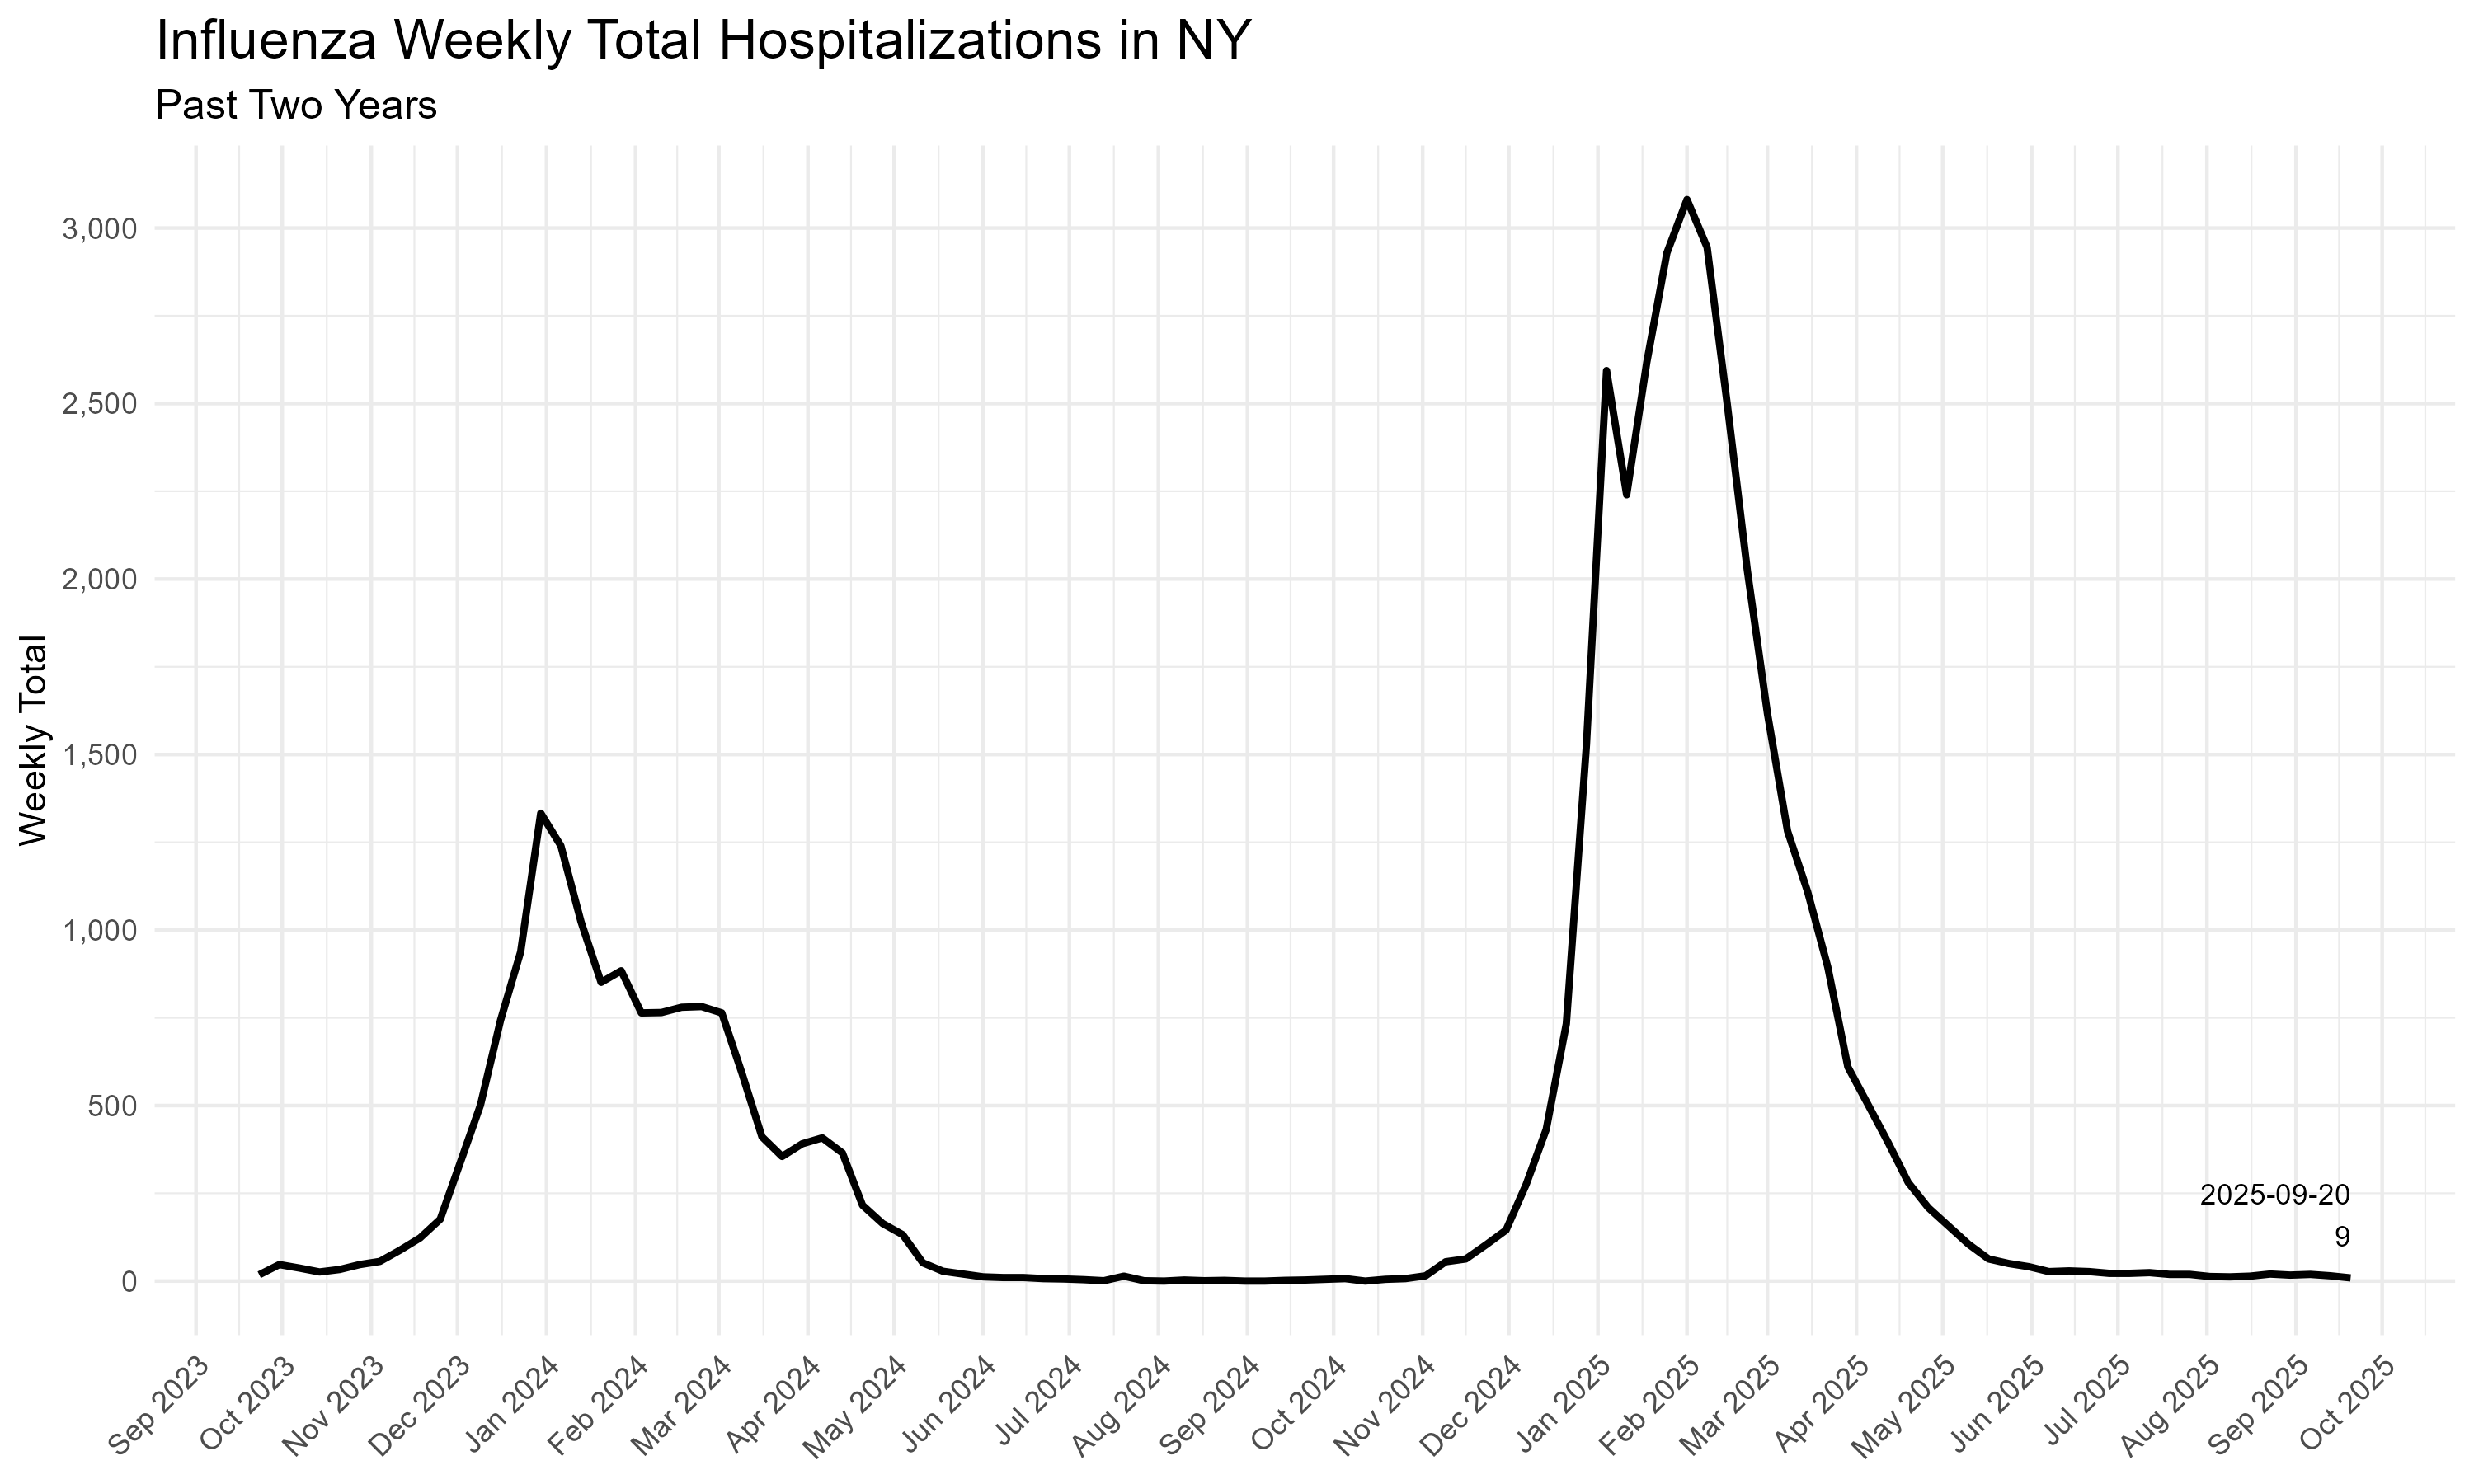 Influenza Weekly Total Hospitalizations in NY
Past Two Years
Weekly Total
3,000
2,500
2,000
1,500
1,000
500
0
2025-09-20
9
Sep 2023
Oct 2023
Nov 2023
Dec 2023
Jan 2024
Feb 2024
Mar 2024
Apr 2024
May 2024
Jun 2024
Jul 2024
Aug 2024
Sep 2024
Oct 2024
Nov 2024
Dec 2024
Jan 2025
Feb 2025
Mar 2025
Apr 2025
May 2025
Jun 2025
Jul 2025
Aug 2025
Sep 2025
Oct 2025